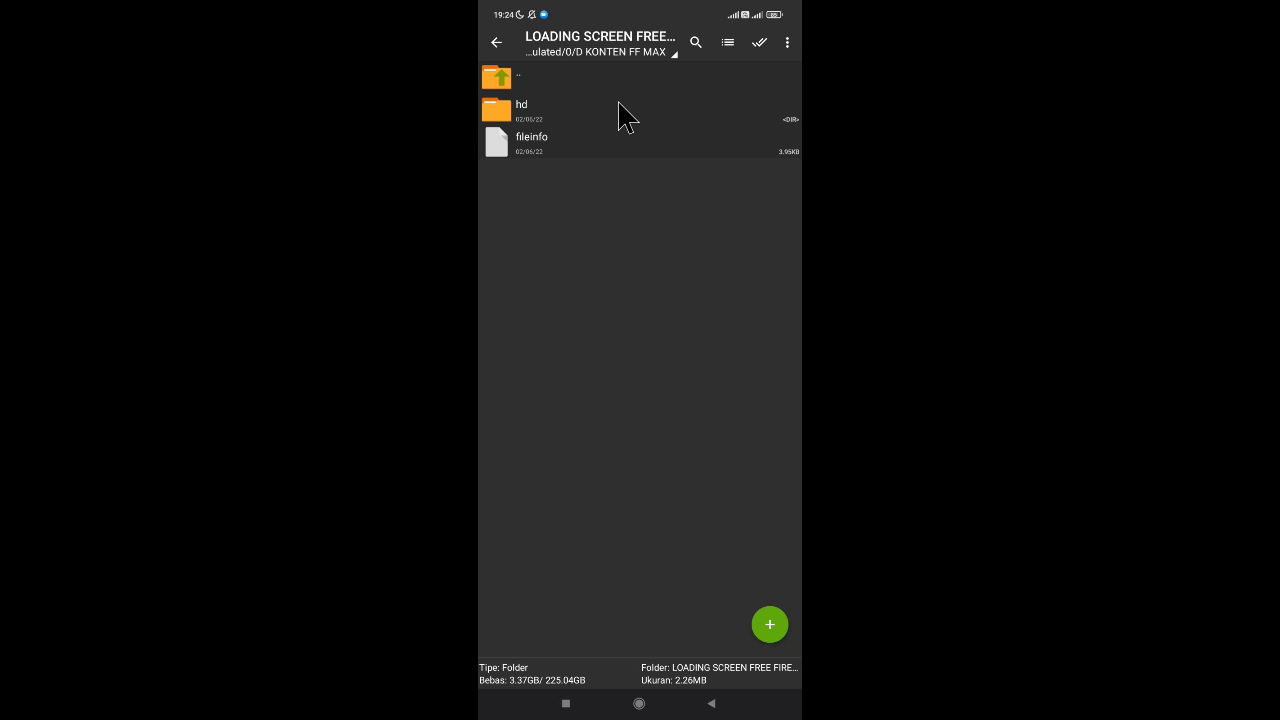 19:24
LOADING SCREEN FREE...
...ulated/0/D KONTEN FF MAX
..
hd
02/06/22
<DIR>
fileinfo
02/06/22
3.95KB
Tipe: Folder
Folder: LOADING SCREEN FREE FIRE...
Bebas: 3.37GB/ 225.04GB
Ukuran: 2.26MB